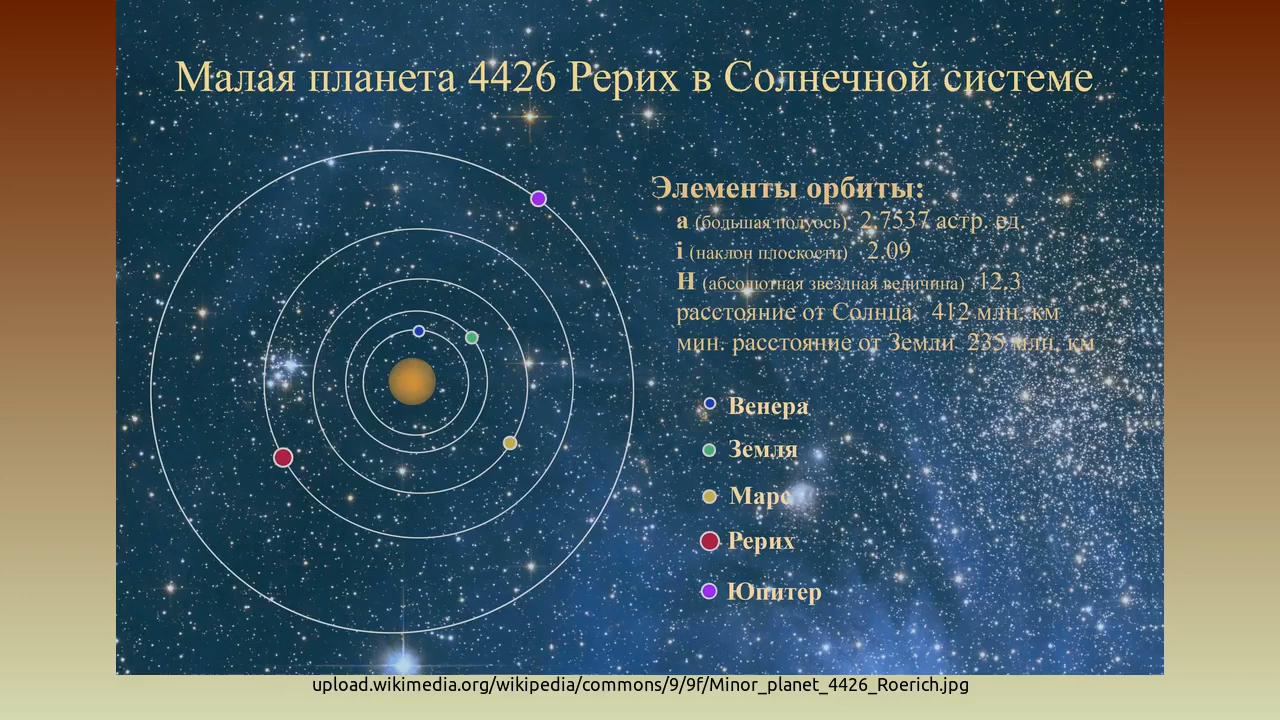 Малая планета 4426 Рерих в Солнечной системе
Элементы орбиты:
a (большая полуось) 2.7537 астр. ед.
i (наклон плоскости) 2.09
H (абсолютная звездная величина) 12.3
расстояние от Солнца 412 млн. км
мин. расстояние от Земли 235 млн. км
Венера
Земля
Марс
Рерих
Юпитер
upload.wikimedia.org/wikipedia/commons/9/9f/Minor_planet_4426_Roerich.jpg